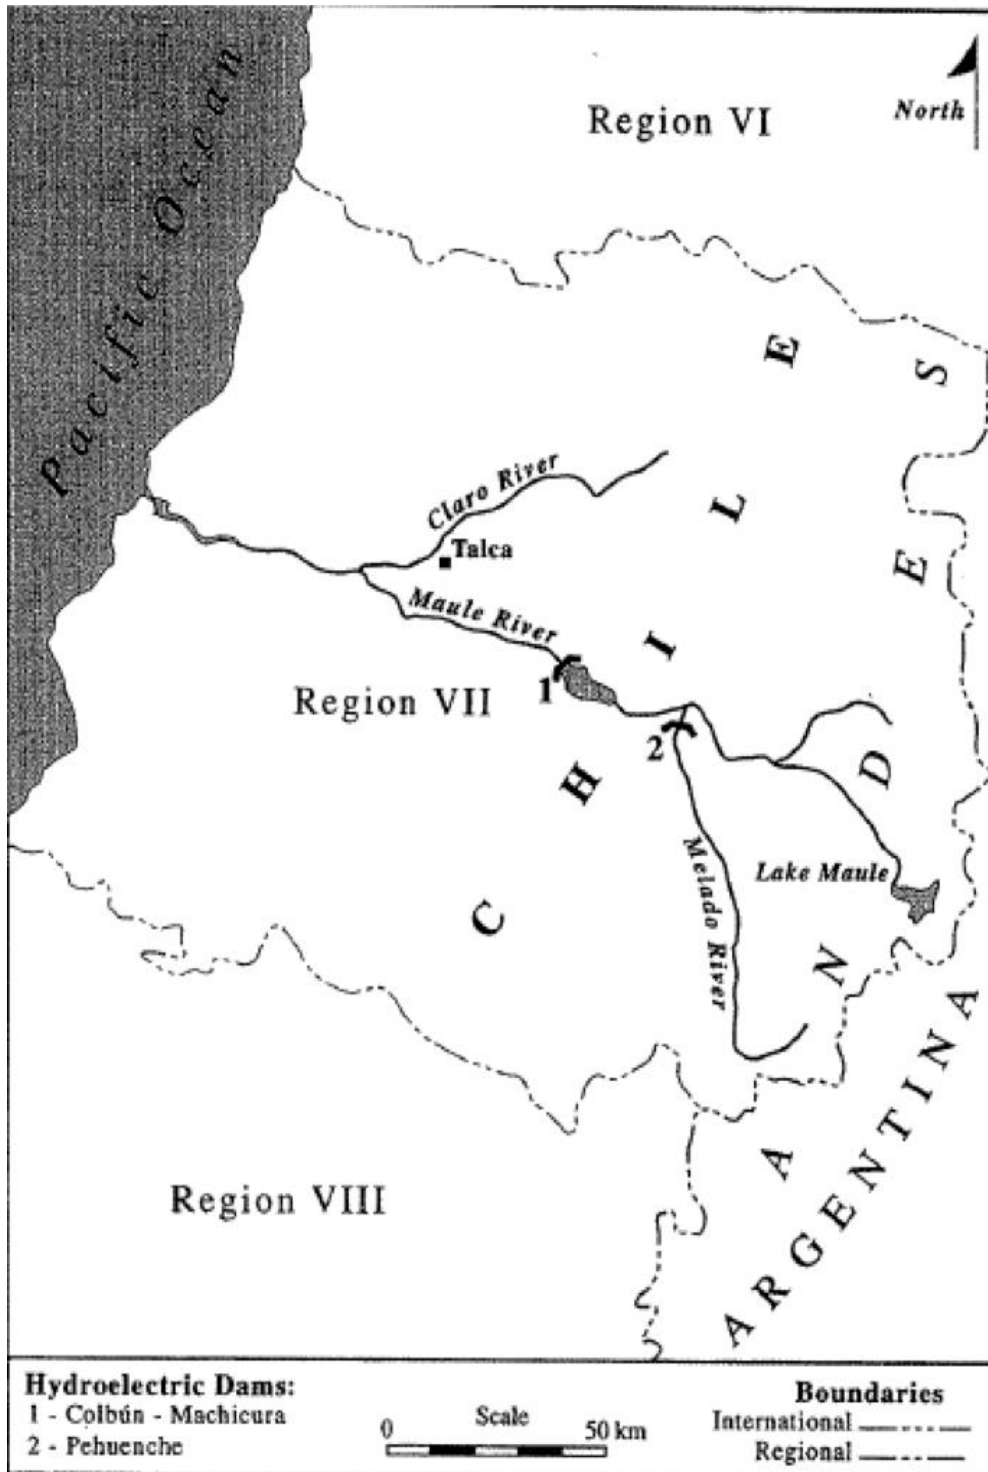 Pacific Ocean
Region VI
North
CHILE
ANDES
Claro River
Talca
Maule River
1
Region VII
2
Melado River
Lake Maule
ARGENTINA
Region VIII
Hydroelectric Dams:
1 - Colbún - Machicura
2 - Pehuenche
Scale
0 50 km
Boundaries
International
Regional